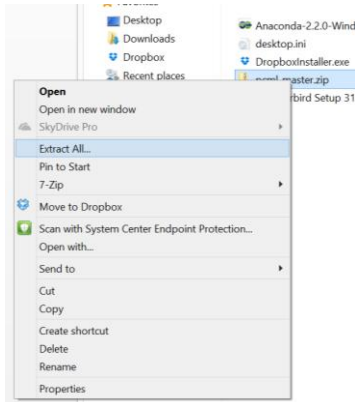 Favorites
Desktop
Downloads
Dropbox
Recent places
Anaconda-2.2.0-Wind
desktop.ini
DropboxInstaller.exe
pcml-master.zip
rbird Setup 31
Open
Open in new window
SkyDrive Pro
Extract All...
Pin to Start
7-Zip
Move to Dropbox
Scan with System Center Endpoint Protection...
Open with...
Send to
Cut
Copy
Create shortcut
Delete
Rename
Properties